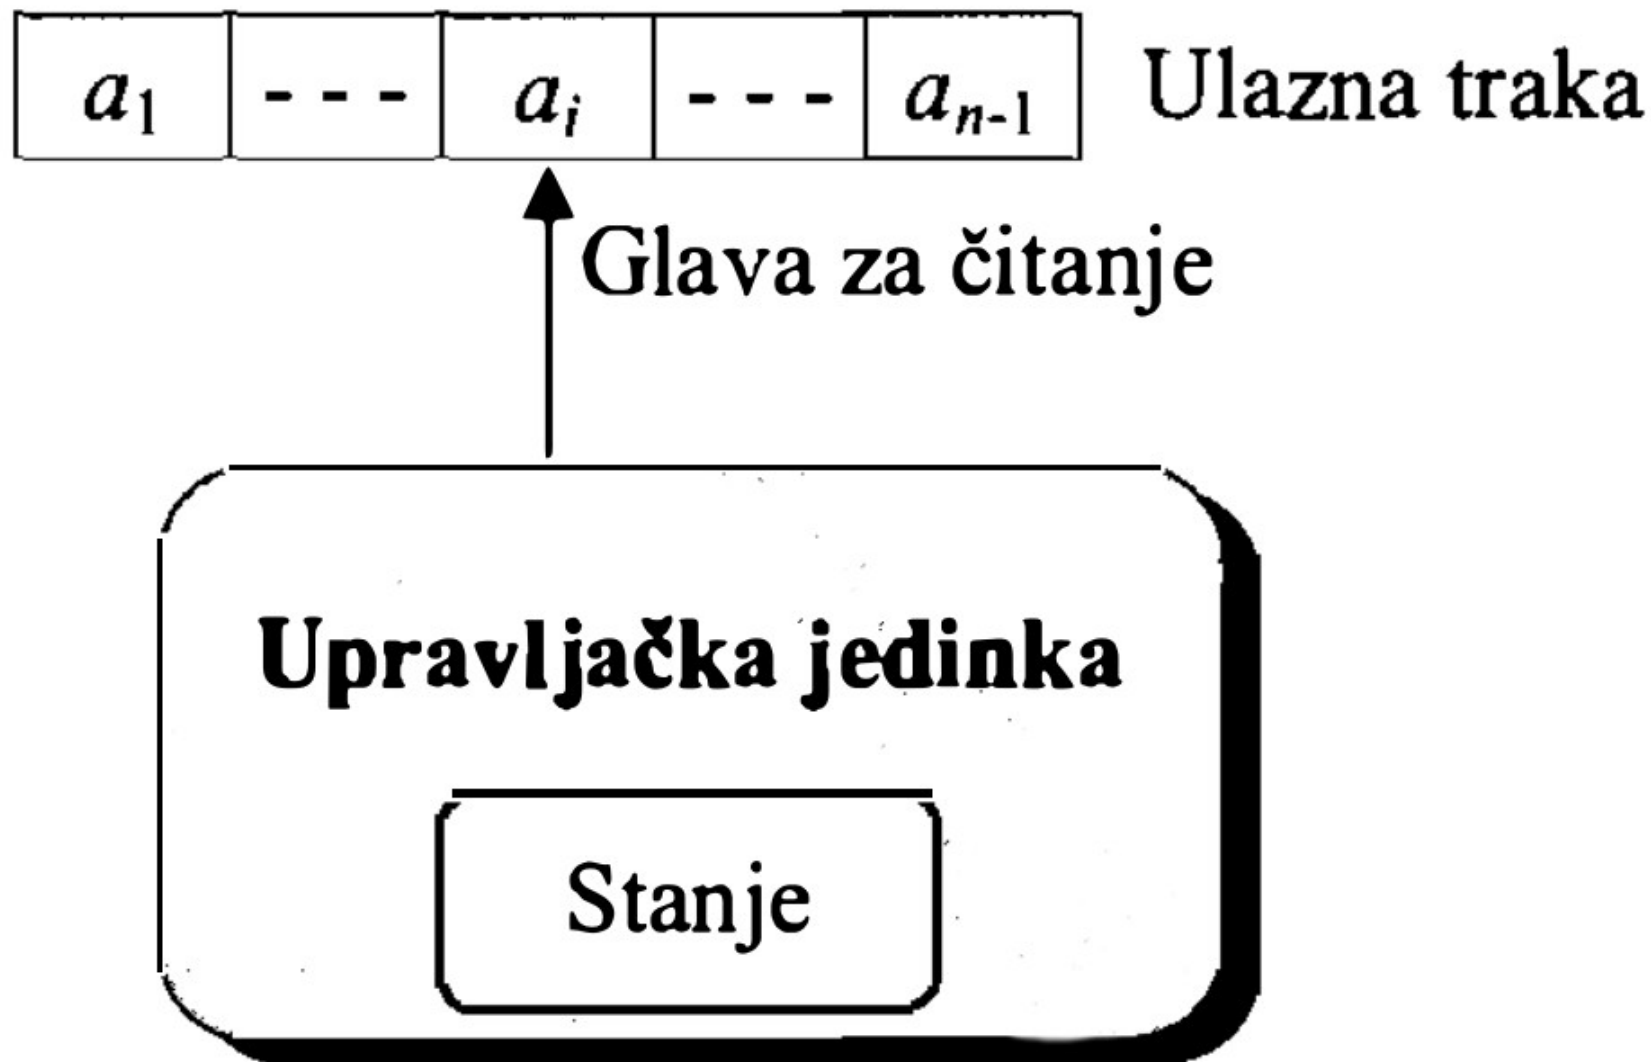 a₁ - - - aᵢ - - - aₙ₋₁ Ulazna traka
Glava za čitanje
Upravljačka jedinka
Stanje